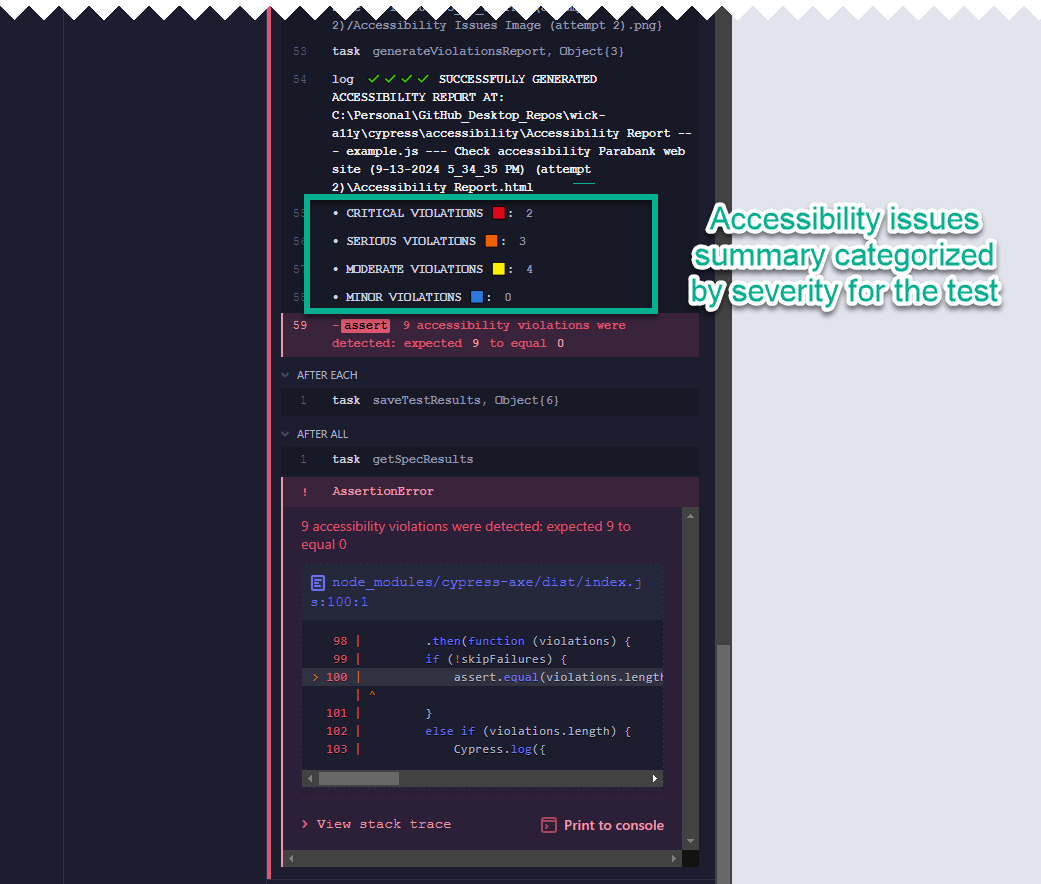 2)/Accessibility Issues Image (attempt 2).png}
53 task generateViolationsReport, Object{3}
54 log ✓ ✓ ✓ ✓ SUCCESSFULLY GENERATED
ACCESSIBILITY REPORT AT:
C:\Personal\GitHub_Desktop_Repos\wick-
a11y\cypress\accessibility\Accessibility Report --
- example.js --- Check accessibility Parabank web
site (9-13-2024 5_34_35 PM) (attempt
2)\Accessibility Report.html
55 • CRITICAL VIOLATIONS 🟥: 2
56 • SERIOUS VIOLATIONS 🟧: 3
57 • MODERATE VIOLATIONS 🟨: 4
58 • MINOR VIOLATIONS 🟦: 0
Accessibility issues
summary categorized
by severity for the test
59 -assert 9 accessibility violations were
detected: expected 9 to equal 0
AFTER EACH
1 task saveTestResults, Object{6}
AFTER ALL
1 task getSpecResults
! AssertionError
9 accessibility violations were detected: expected 9 to
equal 0
node_modules/cypress-axe/dist/index.j
s:100:1
98 | .then(function (violations) {
99 | if (!skipFailures) {
> 100 | assert.equal(violations.length
| ^
101 | }
102 | else if (violations.length) {
103 | Cypress.log({
> View stack trace
Print to console